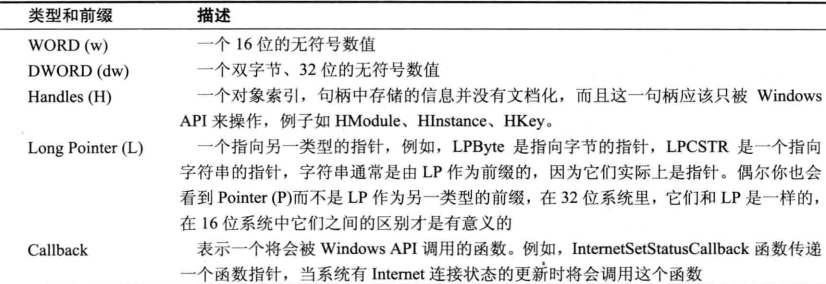 类型和前缀 描述
WORD (w) 一个 16 位的无符号数值
DWORD (dw) 一个双字节、32 位的无符号数值
Handles (H) 一个对象索引，句柄中存储的信息并没有文档化，而且这一句柄应该只被 Windows
API 来操作，例子如 HModule、HInstance、HKey。
Long Pointer (L) 一个指向另一类型的指针，例如，LPByte 是指向字节的指针，LPCSTR 是一个指向
字符串的指针，字符串通常是由 LP 作为前缀的，因为它们实际上是指针。偶尔你也会
看到 Pointer (P)而不是 LP 作为另一类型的前缀，在 32 位系统里，它们和 LP 是一样的，
在 16 位系统中它们之间的区别才是有意义的
Callback 表示一个将会被 Windows API 调用的函数。例如，InternetSetStatusCallback 函数传递
一个函数指针，当系统有 Internet 连接状态的更新时将会调用这个函数